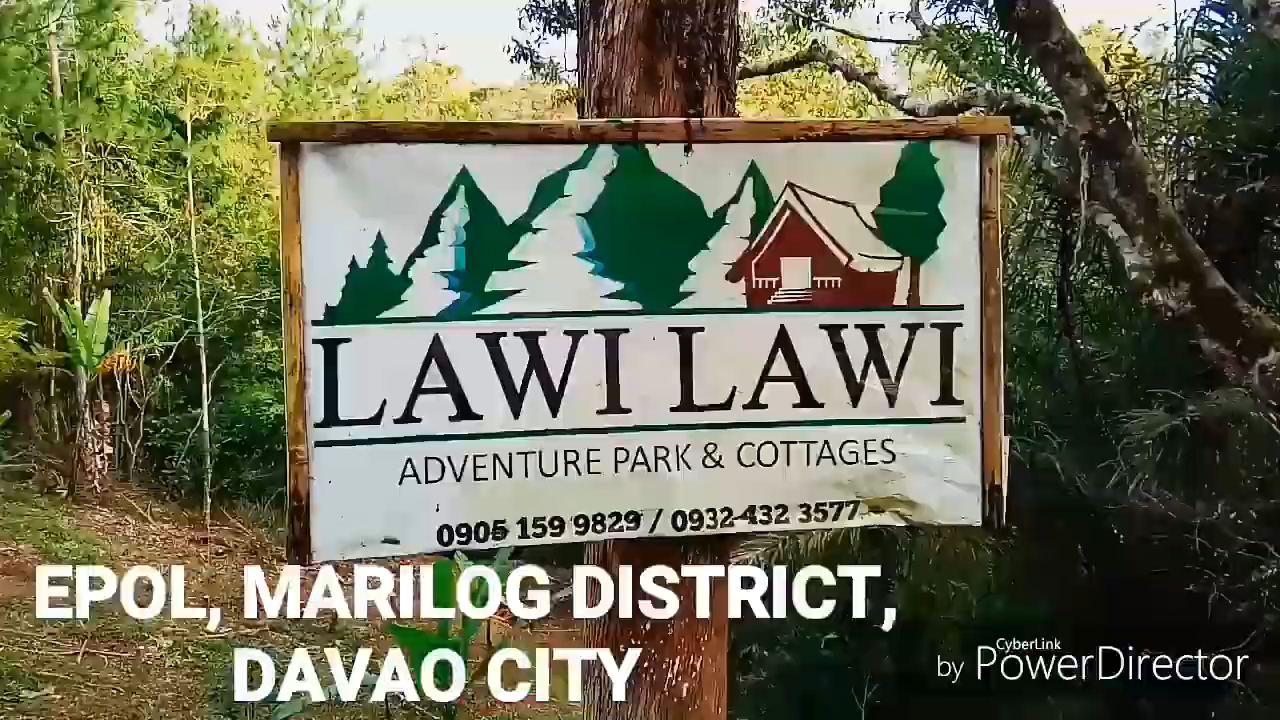 LAWI LAWI
ADVENTURE PARK & COTTAGES
0905 159 9829 / 0932-432 3577
EPOL, MARILOG DISTRICT,
DAVAO CITY
CyberLink
by PowerDirector